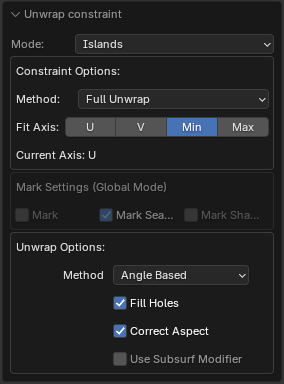 Unwrap constraint
Mode: Islands
Constraint Options:
Method: Full Unwrap
Fit Axis: U V Min Max
Current Axis: U
Mark Settings (Global Mode)
Mark Mark Sea... Mark Sha...
Unwrap Options:
Method Angle Based
Fill Holes
Correct Aspect
Use Subsurf Modifier